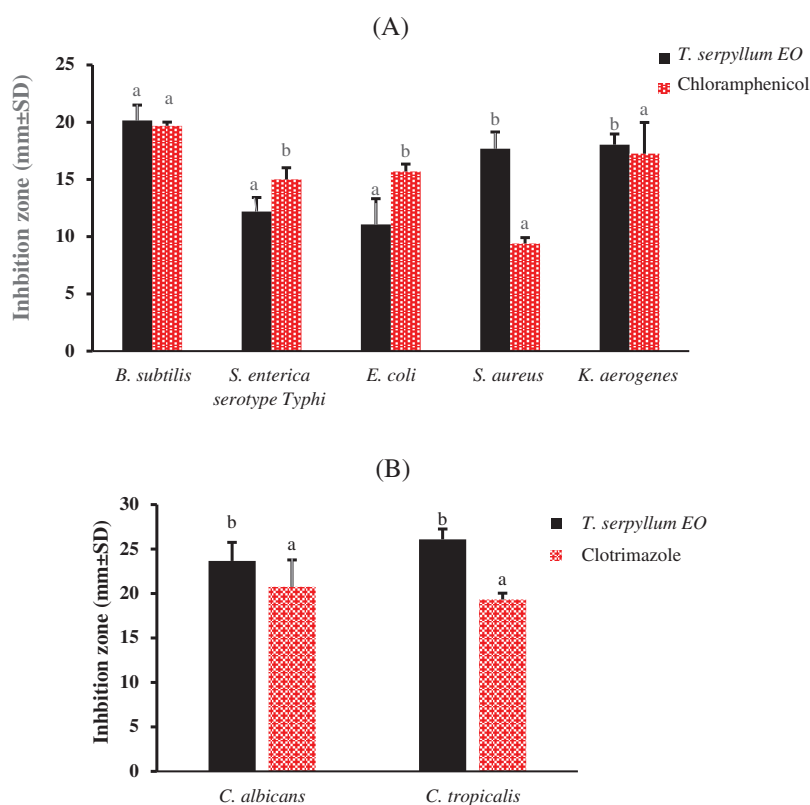 (A)
T. serpyllum EO
Chloramphenicol
Inhbition zone (mm±SD)
25
20
15
10
5
0
a
a
a
b
a
b
b
a
b
a
B. subtilis
S. enterica
serotype Typhi
E. coli
S. aureus
K. aerogenes
(B)
T. serpyllum EO
Clotrimazole
Inhbition zone (mm±SD)
30
25
20
15
10
5
0
b
a
b
a
C. albicans
C. tropicalis